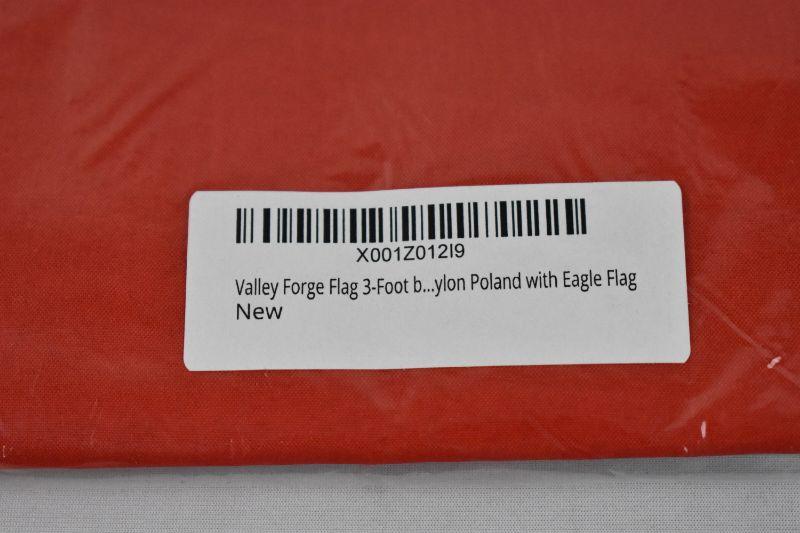 X001Z012I9
Valley Forge Flag 3-Foot b...ylon Poland with Eagle Flag
New